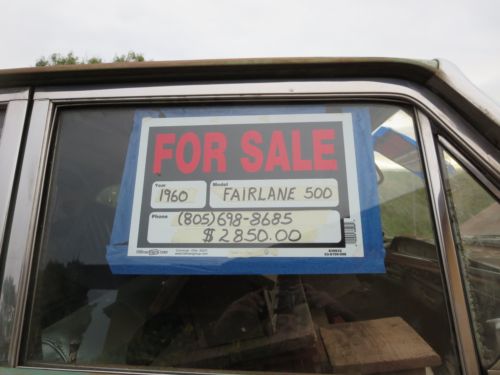 FOR SALE
Year 1960 Model FAIRLANE 500
Phone (805)698-8685
$2850.00